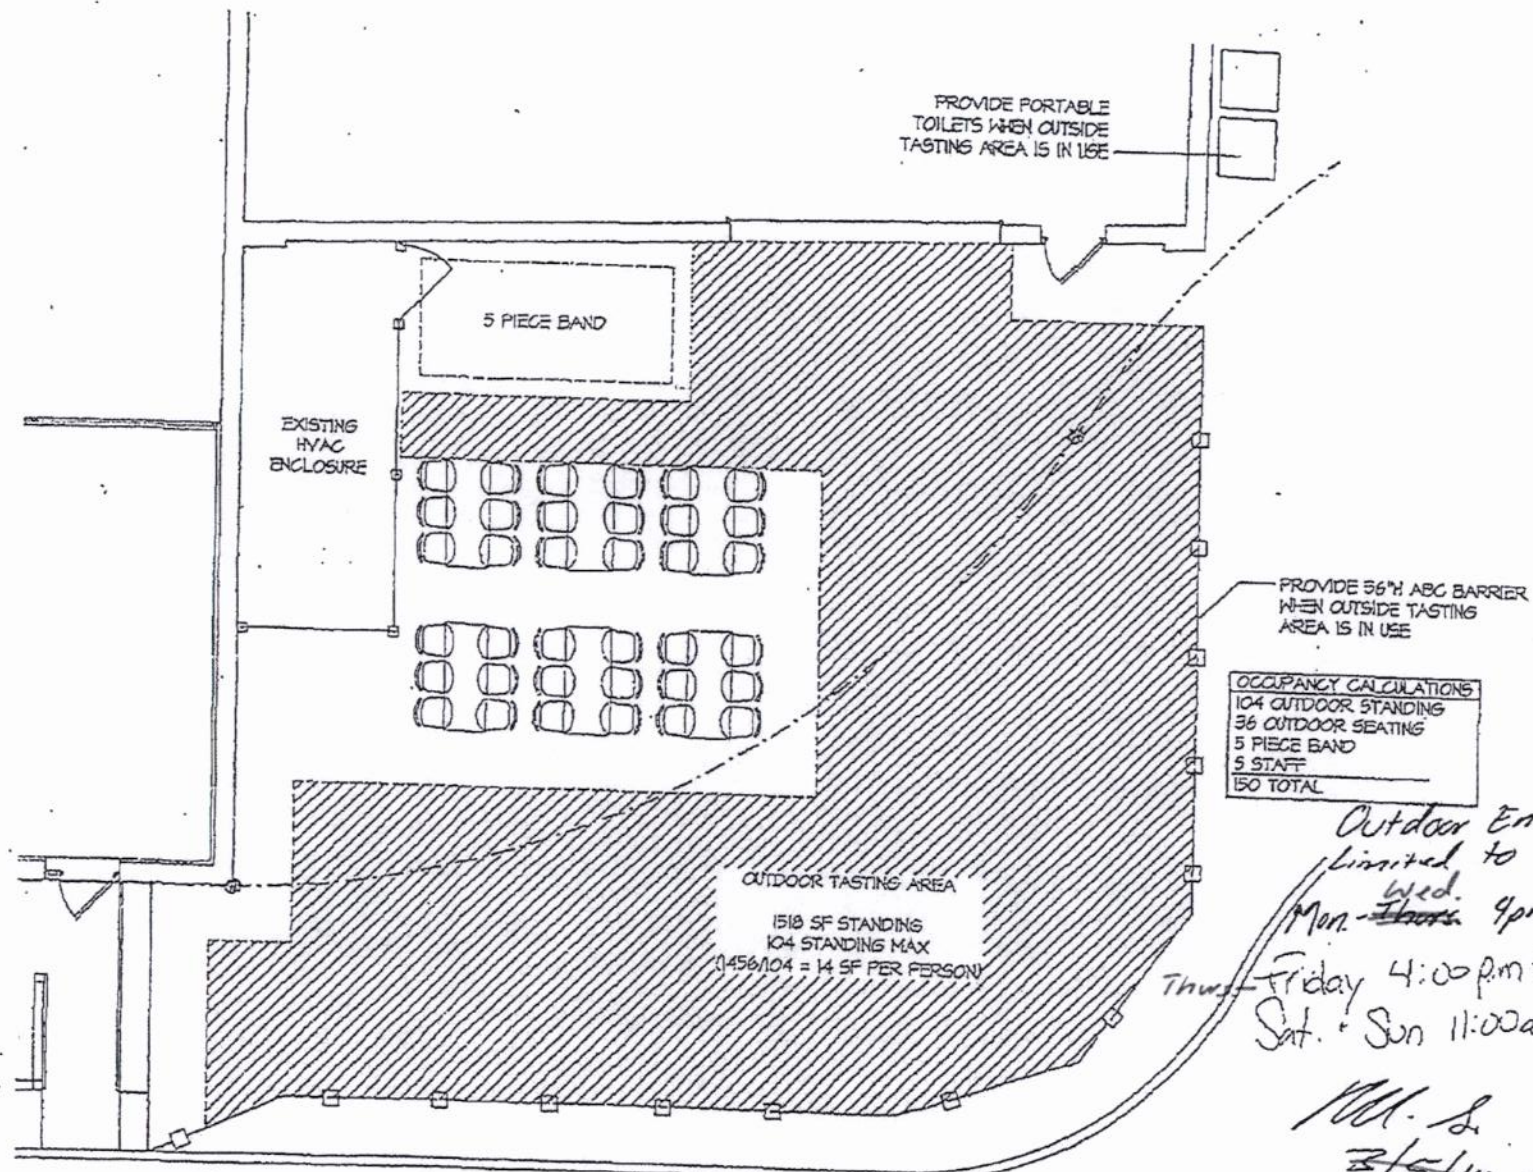 PROVIDE PORTABLE
TOILETS WHEN OUTSIDE
TASTING AREA IS IN USE
5 PIECE BAND
EXISTING
HVAC
ENCLOSURE
PROVIDE 36"H ABC BARRIER
WHEN OUTSIDE TASTING
AREA IS IN USE
OCCUPANCY CALCULATIONS
104 OUTDOOR STANDING
36 OUTDOOR SEATING
5 PIECE BAND
5 STAFF
150 TOTAL
OUTDOOR TASTING AREA
1518 SF STANDING
104 STANDING MAX
(1456/104 = 14 SF PER PERSON)
Outdoor
Limited to
Wed.
Mon - Thurs 4p
Thurs - Friday 4:00 p.m
Sat. + Sun 11:00a